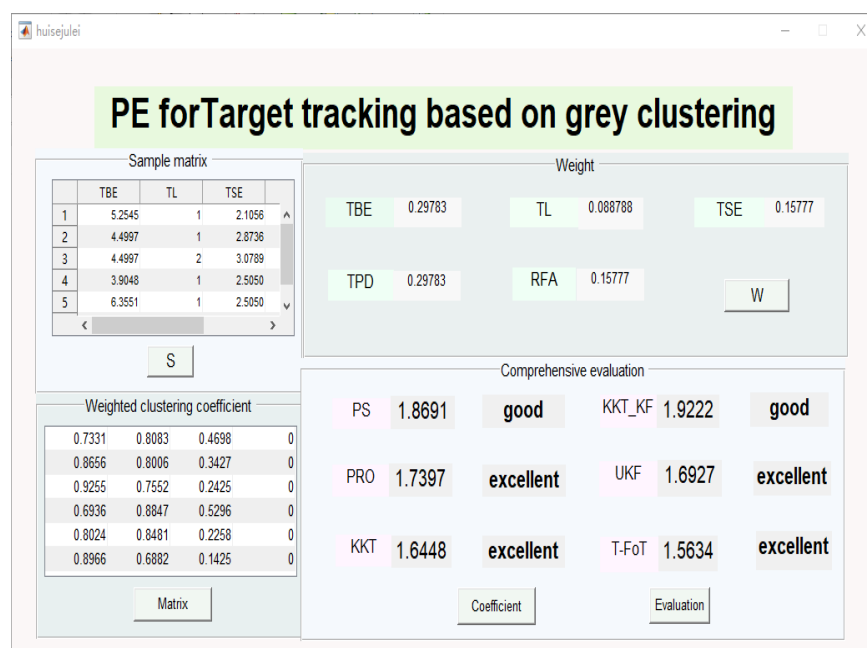 huisejulei
PE forTarget tracking based on grey clustering
Sample matrix
TBE TL TSE
1 5.2545 1 2.1056
2 4.4997 1 2.8736
3 4.4997 2 3.0789
4 3.9048 1 2.5050
5 6.3551 1 2.5050
S
Weight
TBE 0.29783 TL 0.088788 TSE 0.15777
TPD 0.29783 RFA 0.15777
W
Weighted clustering coefficient
0.7331 0.8083 0.4698 0
0.8656 0.8006 0.3427 0
0.9255 0.7552 0.2425 0
0.6936 0.8847 0.5296 0
0.8024 0.8481 0.2258 0
0.8966 0.6882 0.1425 0
Matrix
Comprehensive evaluation
PS 1.8691 good KKT_KF 1.9222 good
PRO 1.7397 excellent UKF 1.6927 excellent
KKT 1.6448 excellent T-FoT 1.5634 excellent
Coefficient Evaluation